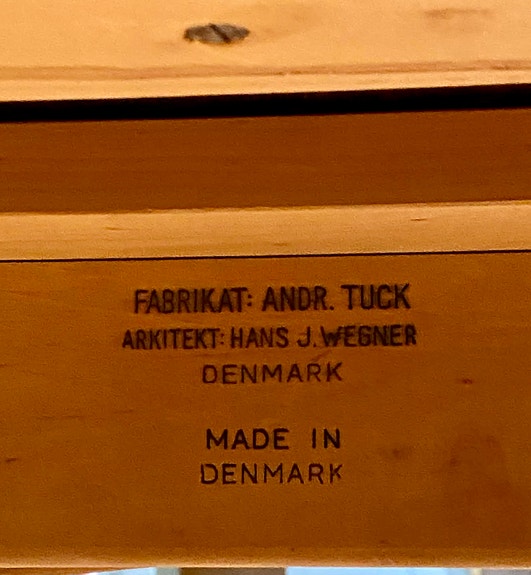 FABRIKAT: ANDR. TUCK
ARKITEKT: HANS J. WEGNER
DENMARK
MADE IN
DENMARK